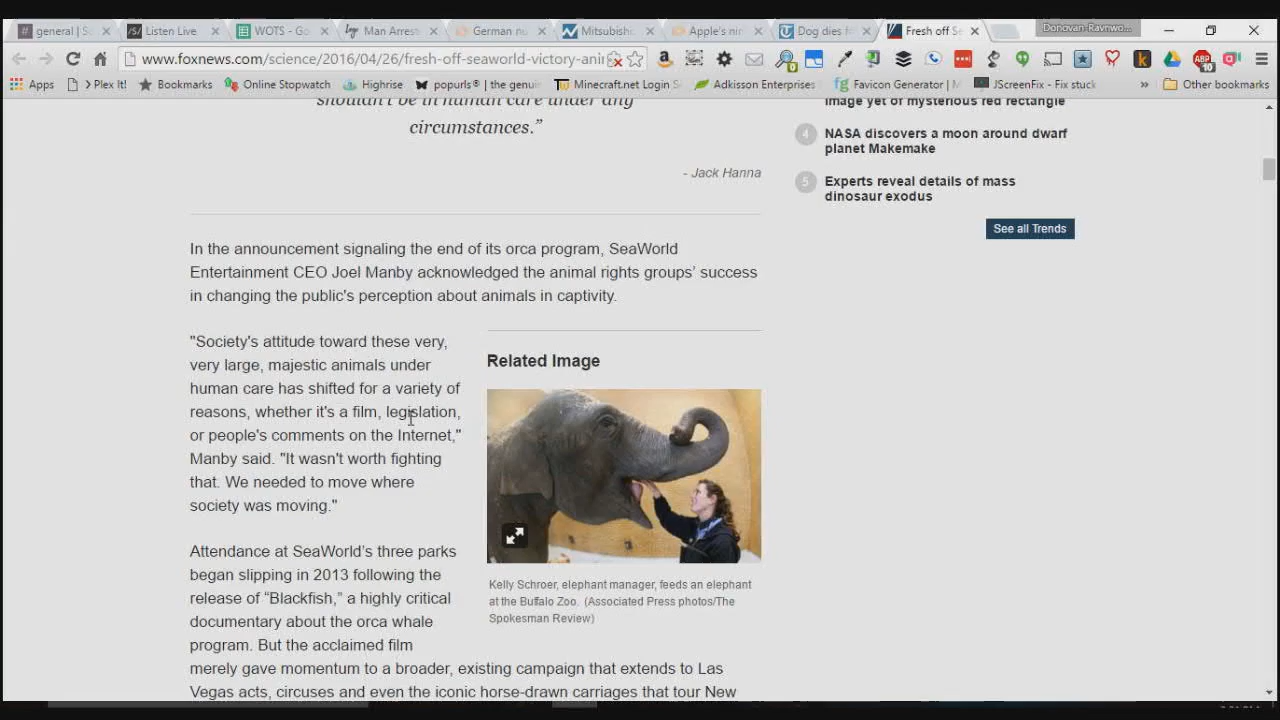 general | S
Listen Live
WOTS - Go
Man Arrest
German nu
Mitsubishi
Apple's nir
Dog dies f
Fresh off Se
Donovan-Ravnwo...
www.foxnews.com/science/2016/04/26/fresh-off-seaworld-victory-ani
Apps
> Plex It!
Bookmarks
Online Stopwatch
Highrise
popurls® | the genuin
Minecraft.net Login S
Adkisson Enterprises
Favicon Generator | M
JScreenFix - Fix stuck
»
Other bookmarks
shouldn't be in human care under any
circumstances.”
- Jack Hanna
In the announcement signaling the end of its orca program, SeaWorld
Entertainment CEO Joel Manby acknowledged the animal rights groups’ success
in changing the public's perception about animals in captivity.
"Society's attitude toward these very,
very large, majestic animals under
human care has shifted for a variety of
reasons, whether it's a film, legislation,
or people's comments on the Internet,"
Manby said. "It wasn't worth fighting
that. We needed to move where
society was moving."
Attendance at SeaWorld’s three parks
began slipping in 2013 following the
release of “Blackfish,” a highly critical
documentary about the orca whale
program. But the acclaimed film
merely gave momentum to a broader, existing campaign that extends to Las
Vegas acts, circuses and even the iconic horse-drawn carriages that tour New
Related Image
Kelly Schroer, elephant manager, feeds an elephant
at the Buffalo Zoo. (Associated Press photos/The
Spokesman Review)
image yet of mysterious red rectangle
4 NASA discovers a moon around dwarf
planet Makemake
5 Experts reveal details of mass
dinosaur exodus
See all Trends